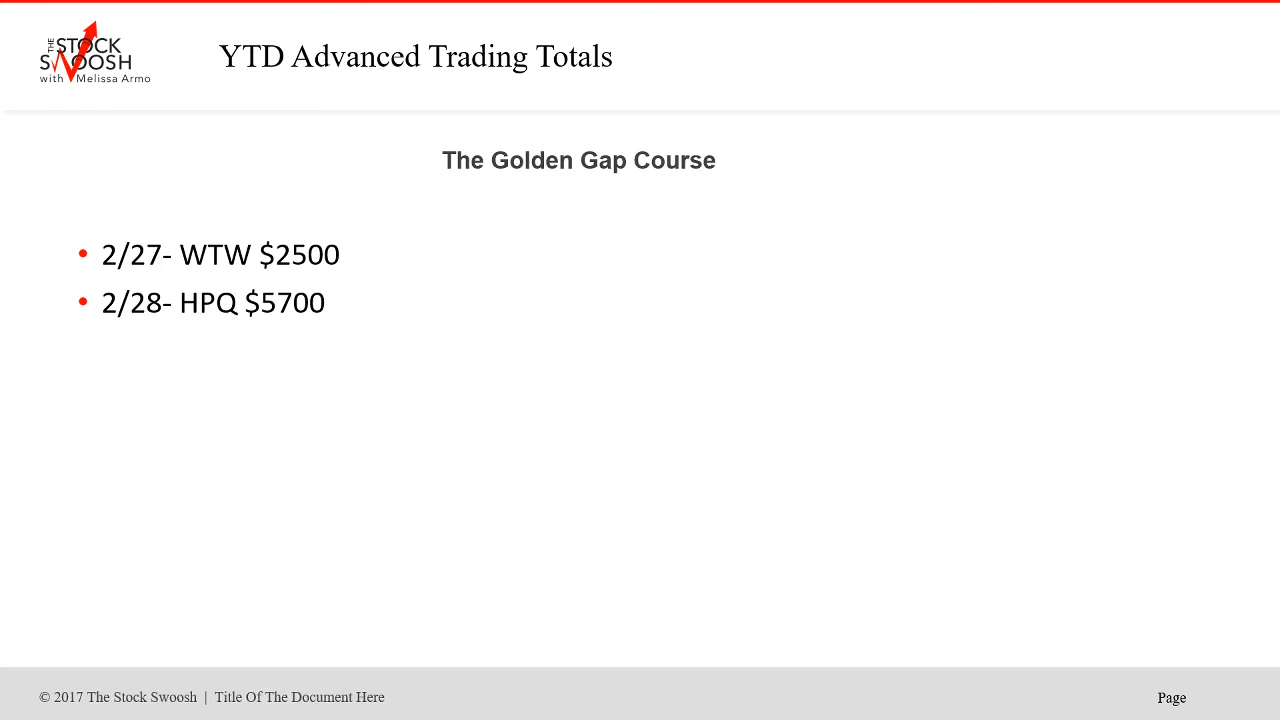 THE STOCK
SWOOSH
with Melissa Armo
YTD Advanced Trading Totals
The Golden Gap Course
• 2/27- WTW $2500
• 2/28- HPQ $5700
© 2017 The Stock Swoosh | Title Of The Document Here
Page